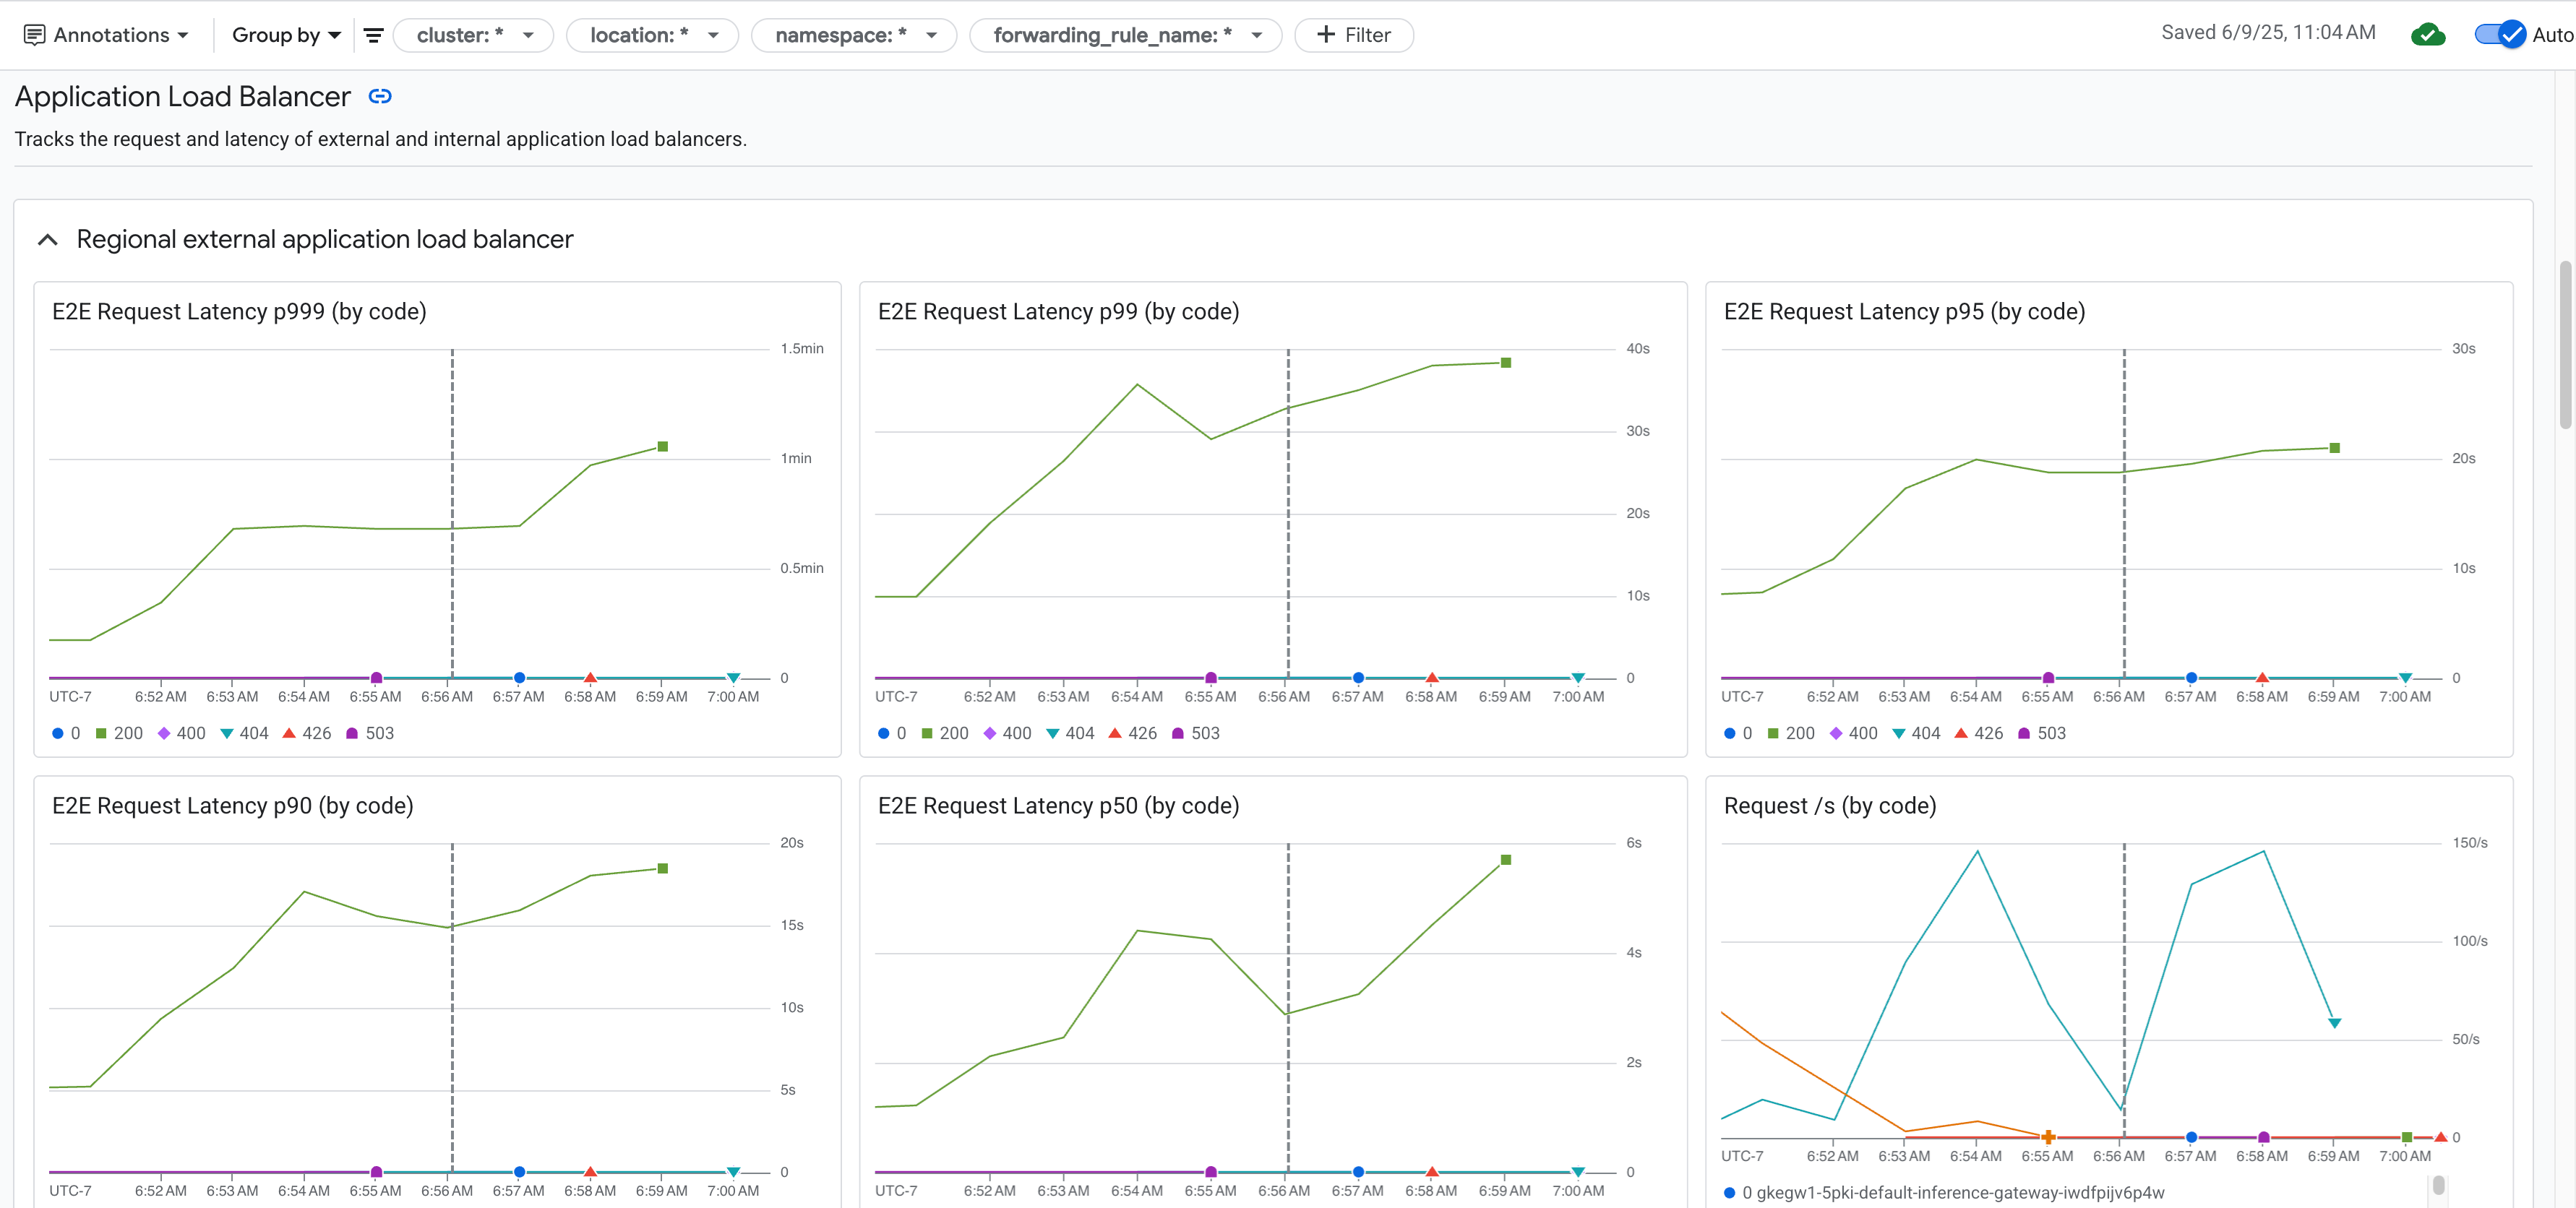 Annotations Group by cluster: * location: * namespace: * forwarding_rule_name: * + Filter Saved 6/9/25, 11:04 AM Auto
Application Load Balancer
Tracks the request and latency of external and internal application load balancers.
Regional external application load balancer
E2E Request Latency p999 (by code)
1.5min
1min
0.5min
0
UTC-7 6:52 AM 6:53 AM 6:54 AM 6:55 AM 6:56 AM 6:57 AM 6:58 AM 6:59 AM 7:00 AM
0 200 400 404 426 503
E2E Request Latency p99 (by code)
40s
30s
20s
10s
0
UTC-7 6:52 AM 6:53 AM 6:54 AM 6:55 AM 6:56 AM 6:57 AM 6:58 AM 6:59 AM 7:00 AM
0 200 400 404 426 503
E2E Request Latency p95 (by code)
30s
20s
10s
0
UTC-7 6:52 AM 6:53 AM 6:54 AM 6:55 AM 6:56 AM 6:57 AM 6:58 AM 6:59 AM 7:00 AM
0 200 400 404 426 503
E2E Request Latency p90 (by code)
20s
15s
10s
5s
0
UTC-7 6:52 AM 6:53 AM 6:54 AM 6:55 AM 6:56 AM 6:57 AM 6:58 AM 6:59 AM 7:00 AM
E2E Request Latency p50 (by code)
6s
4s
2s
0
UTC-7 6:52 AM 6:53 AM 6:54 AM 6:55 AM 6:56 AM 6:57 AM 6:58 AM 6:59 AM 7:00 AM
Request /s (by code)
150/s
100/s
50/s
0
UTC-7 6:52 AM 6:53 AM 6:54 AM 6:55 AM 6:56 AM 6:57 AM 6:58 AM 6:59 AM 7:00 AM
0 gkegw1-5pki-default-inference-gateway-iwdfpijv6p4w